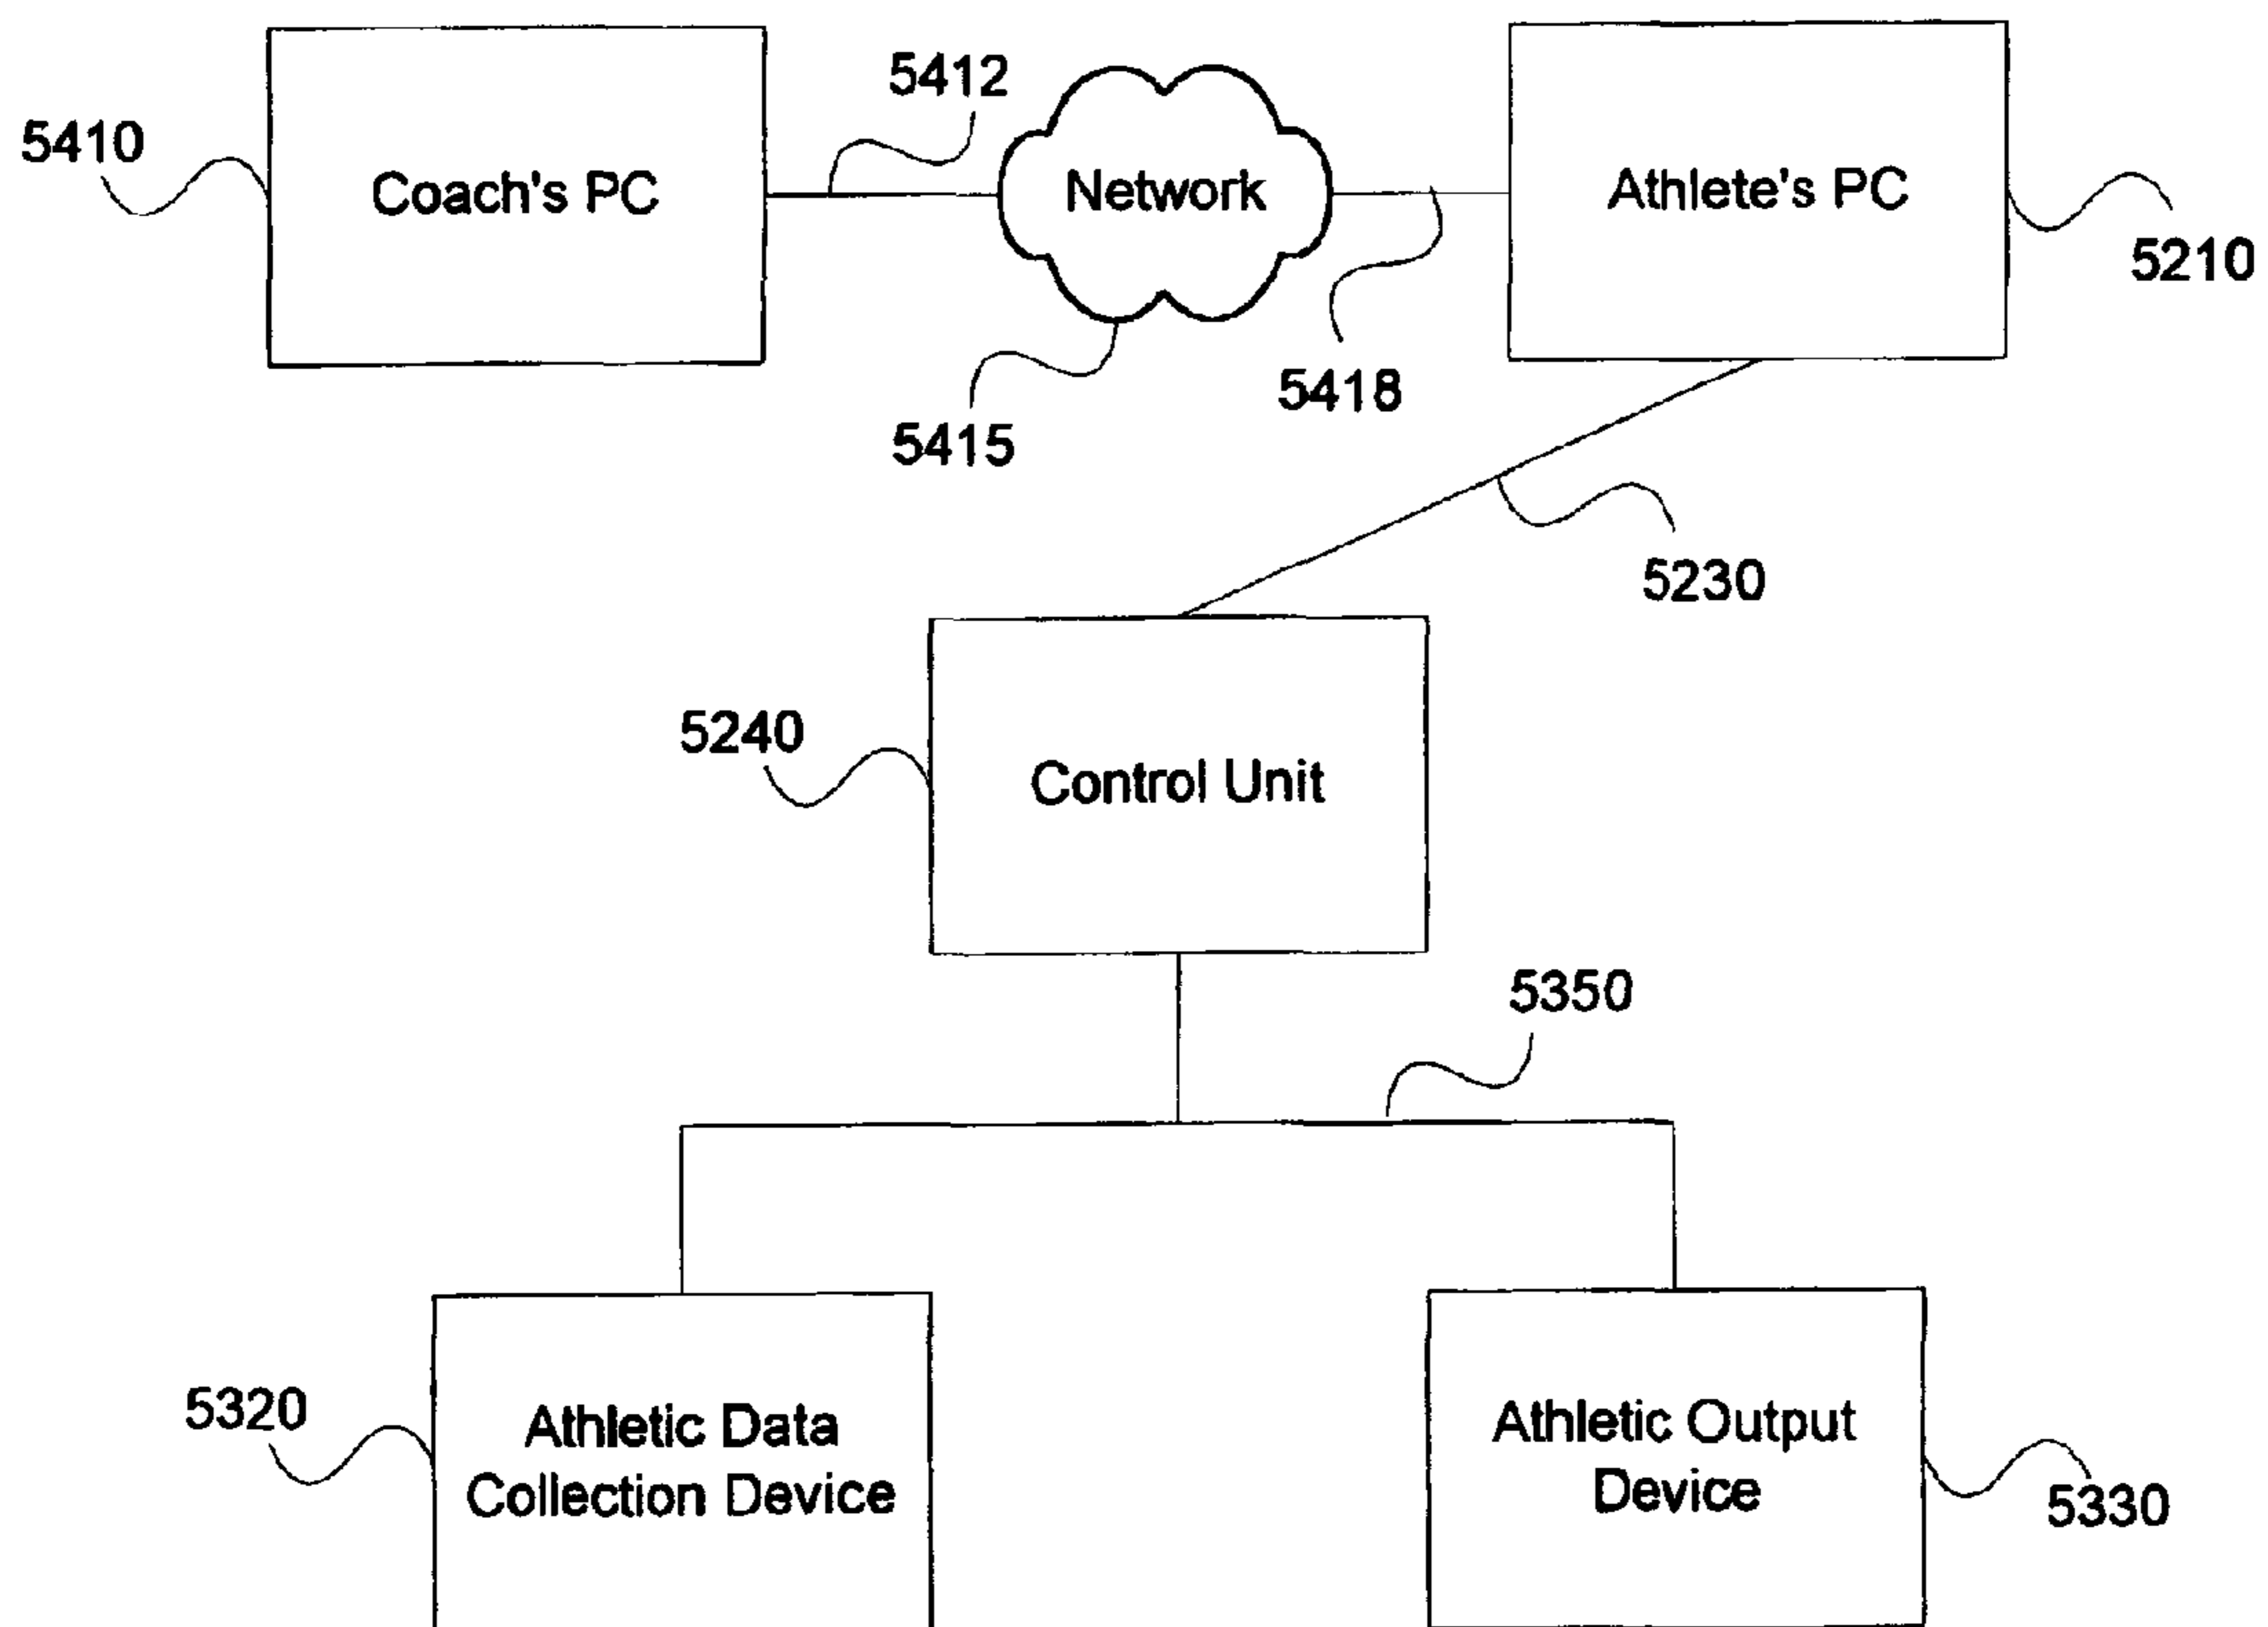 5412
5410
Coach's PC
Network
Athlete's PC
5210
5418
5415
5230
5240
Control Unit
5350
5320
Athletic Data
Collection Device
Athletic Output
Device
5330